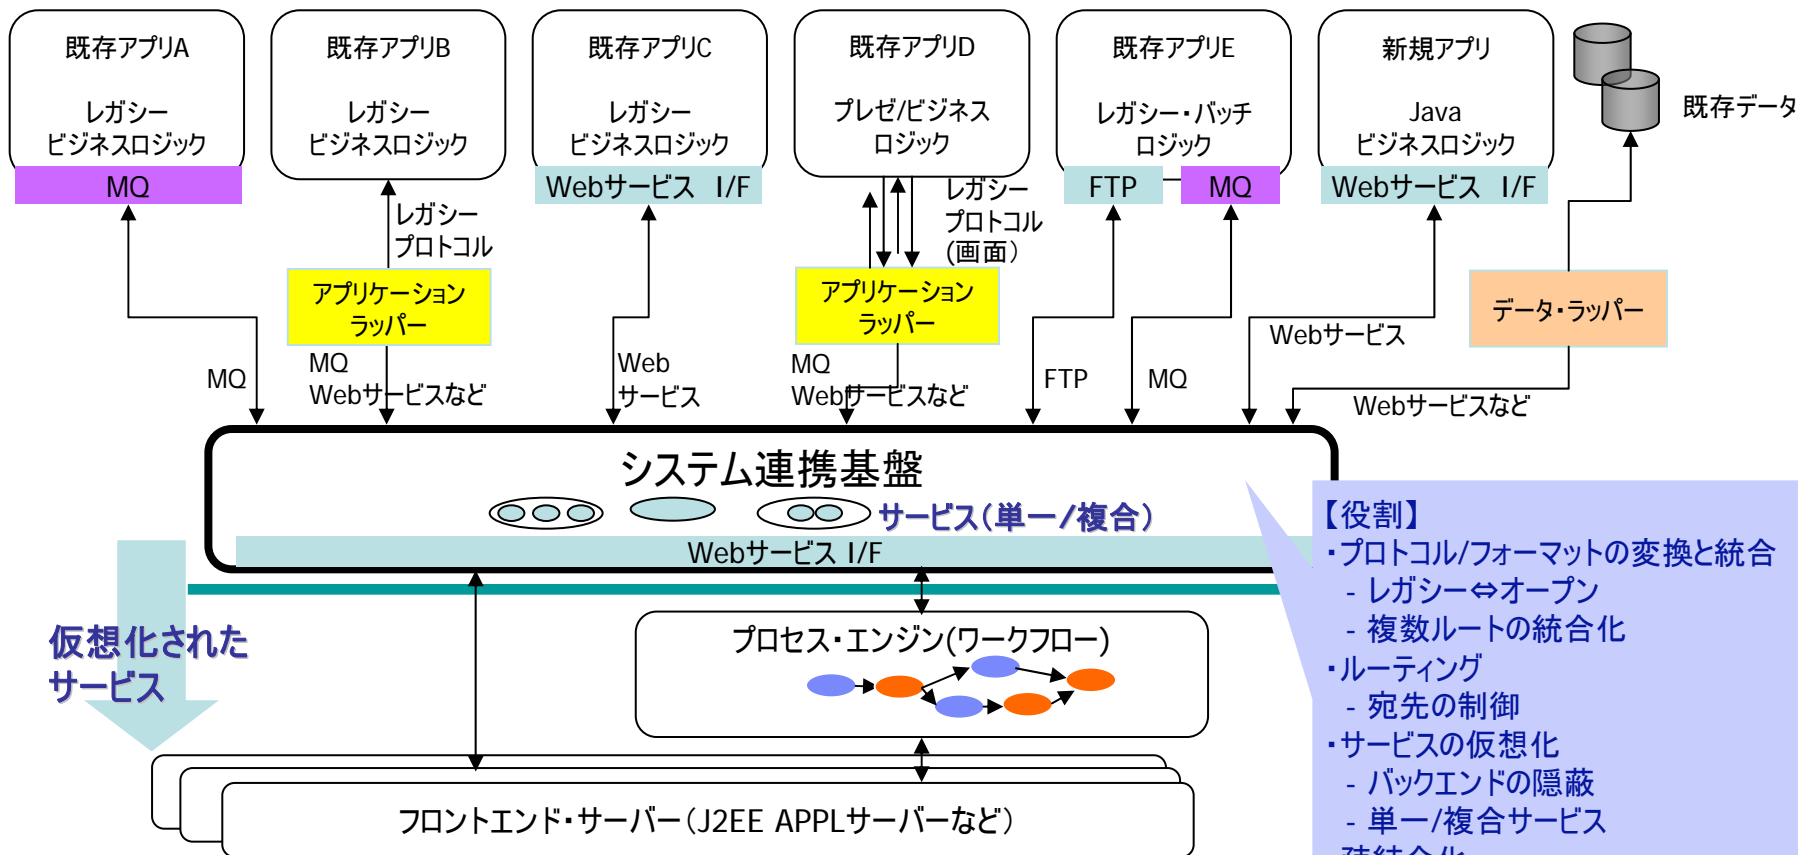 既存アプリA
レガシー
ビジネスロジック
MQ
既存アプリB
レガシー
ビジネスロジック
既存アプリC
レガシー
ビジネスロジック
Webサービス I/F
既存アプリD
プレゼ/ビジネス
ロジック
既存アプリE
レガシー・バッチ
ロジック
FTP
MQ
新規アプリ
Java
ビジネスロジック
Webサービス I/F
既存データ
レガシー
プロトコル
レガシー
プロトコル
(画面)
アプリケーション
ラッパー
アプリケーション
ラッパー
データ・ラッパー
MQ
MQ
Webサービスなど
Web
サービス
MQ
Webサービスなど
FTP
MQ
Webサービス
Webサービスなど
システム連携基盤
サービス(単一/複合)
Webサービス I/F
仮想化された
サービス
プロセス・エンジン(ワークフロー)
フロントエンド・サーバー(J2EE APPLサーバーなど)
【役割】
・プロトコル/フォーマットの変換と統合
- レガシー⇔オープン
- 複数ルートの統合化
・ルーティング
- 宛先の制御
・サービスの仮想化
- バックエンドの隠蔽
- 単一/複合サービス